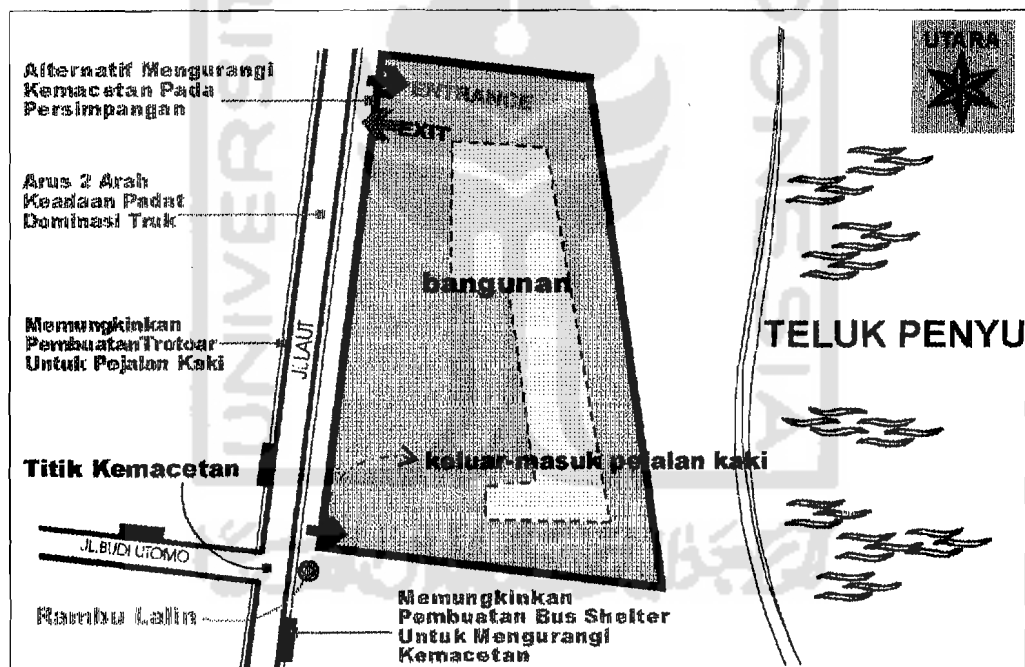 UTARA
Alternatif Mengurangi
Kemacetan Pada
Persimpangan
ENTRANCE
EXIT
Arus 2 Arah
Keadaan Padat
Dominasi Truk
bangunan
Memungkinkan
PembuatanTrotoar
Untuk Pejalan Kaki
JL.LAUT
TELUK PENYU
Titik Kemacetan
keluar-masuk pejalan kaki
JL.BUDI UTOMO
Rambu Lalin
Memungkinkan
Pembuatan Bus Shelter
Untuk Mengurangi
Kemacetan
UNIVERSIT